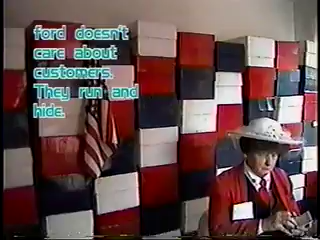 ford doesn't
care about
customers.
They run and
hide.